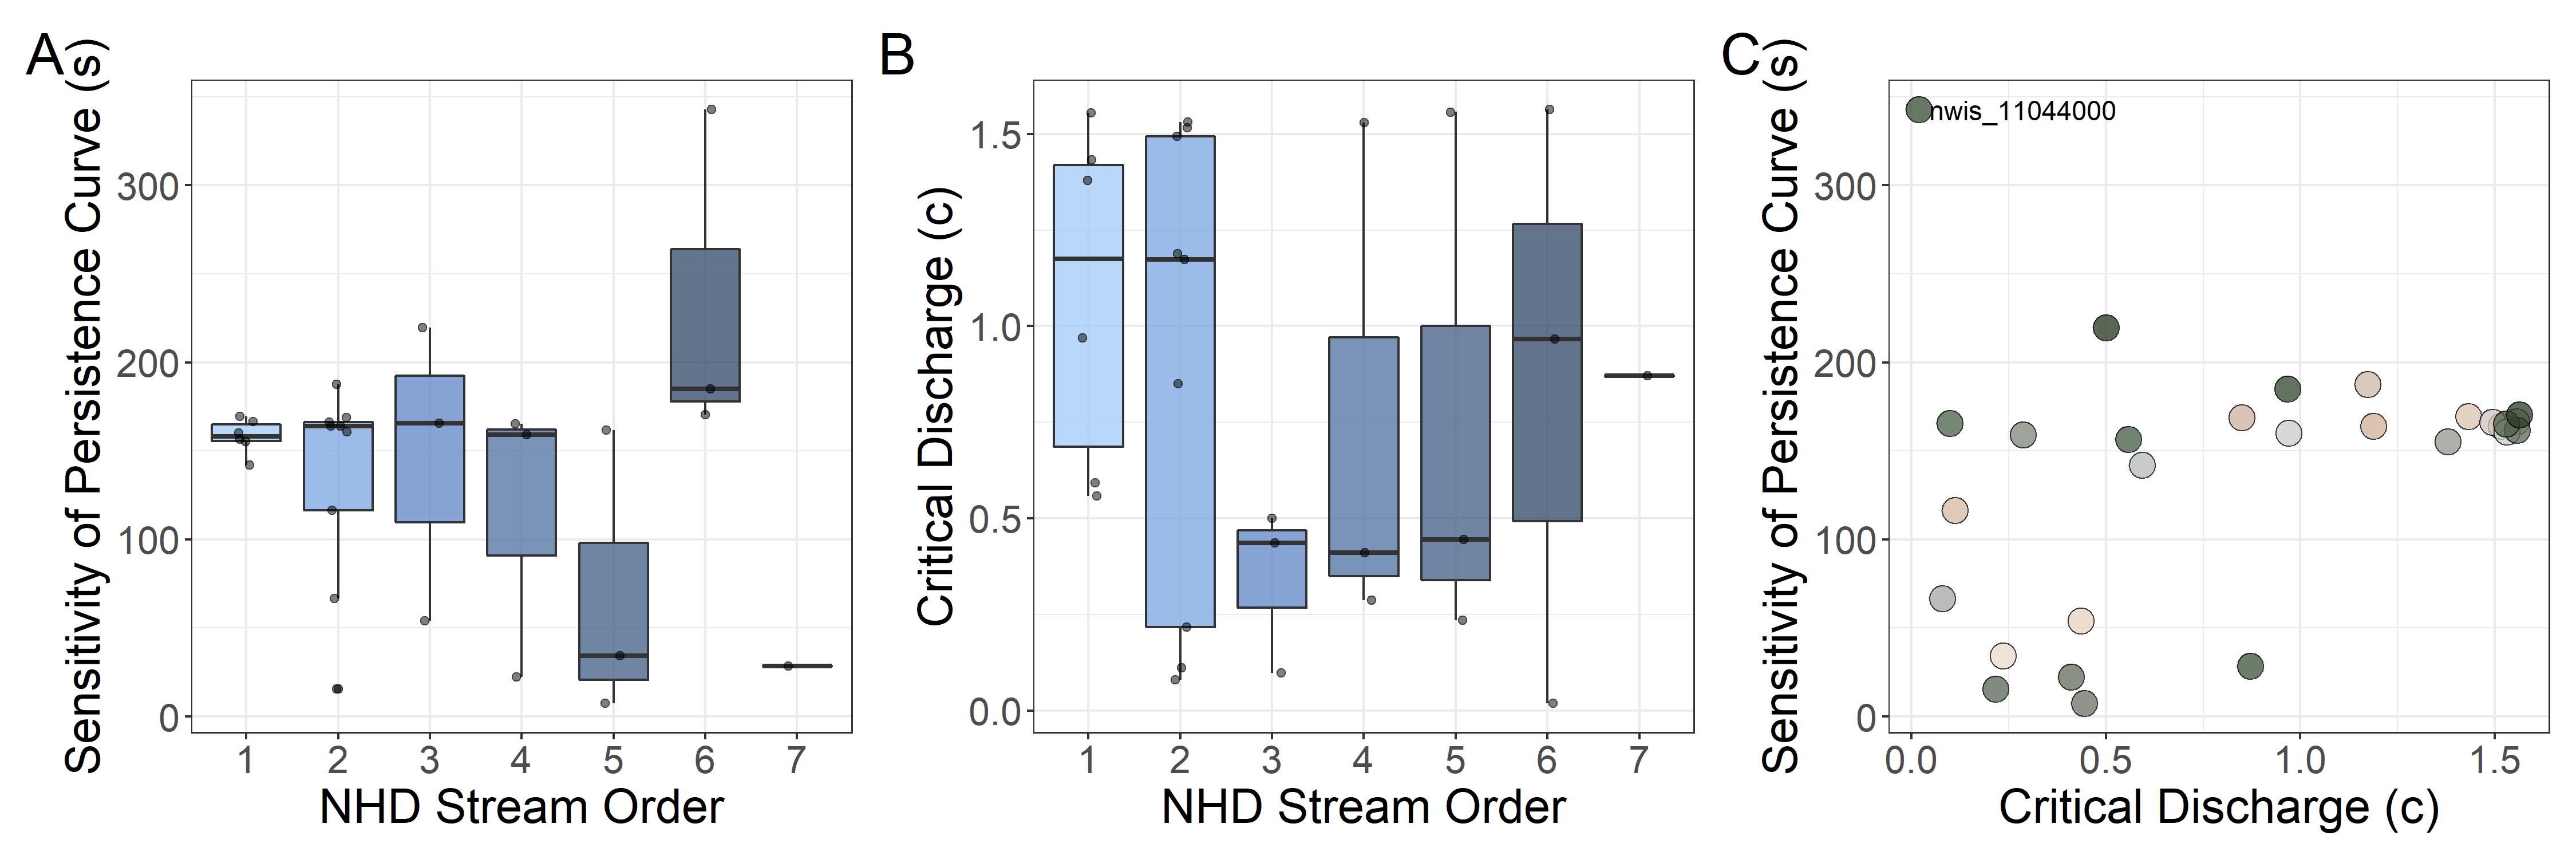 A
Sensitivity of Persistence Curve (s)
300
200
100
0
1 2 3 4 5 6 7
NHD Stream Order
B
Critical Discharge (c)
1.5
1.0
0.5
0.0
1 2 3 4 5 6 7
NHD Stream Order
C
Sensitivity of Persistence Curve (s)
nwis_11044000
300
200
100
0
0.0 0.5 1.0 1.5
Critical Discharge (c)